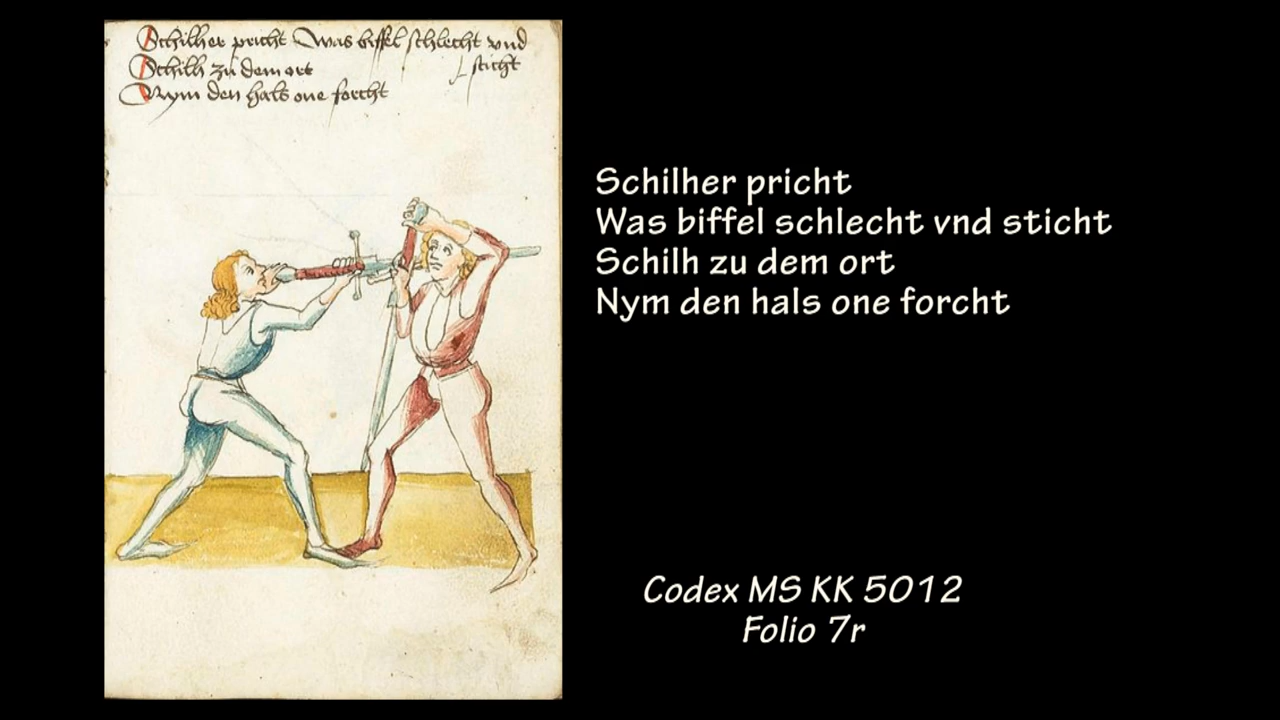 Schilher pricht Was biffel schlecht vnd
sticht
Schilh zu dem ort
Nym den hals one forcht
Schilher pricht
Was biffel schlecht vnd sticht
Schilh zu dem ort
Nym den hals one forcht
Codex MS KK 5012
Folio 7r